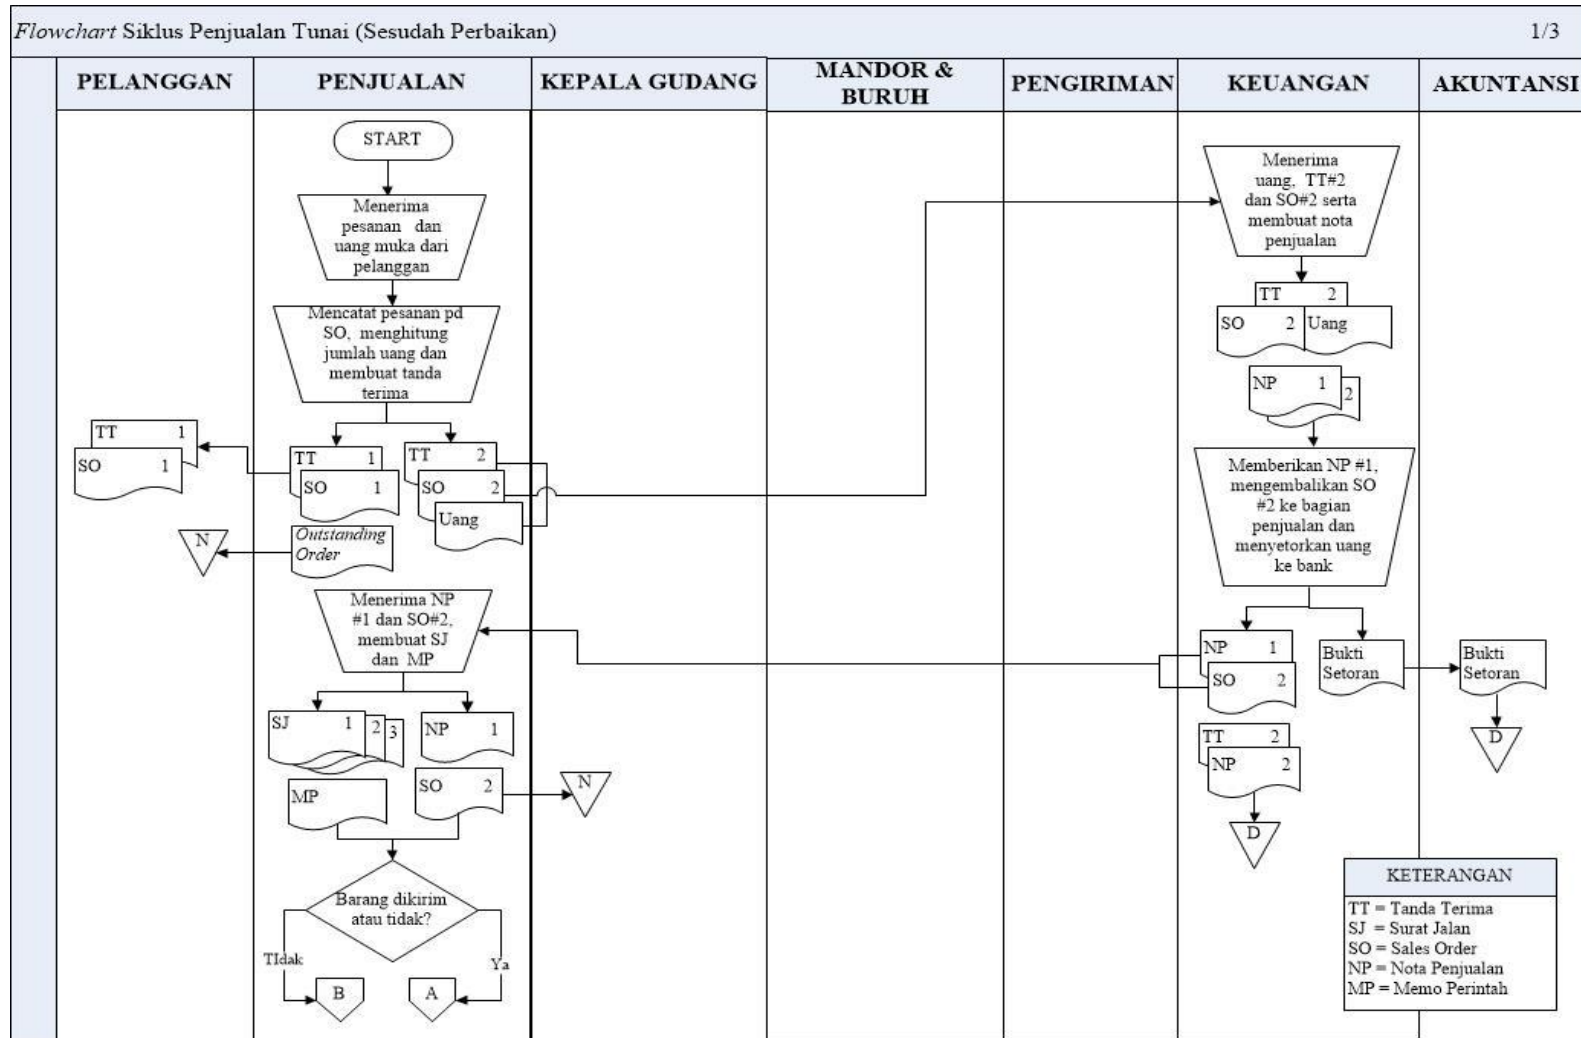 Flowchart Siklus Penjualan Tunai (Sesudah Perbaikan)
1/3
PELANGGAN
PENJUALAN
KEPALA GUDANG
MANDOR &
BURUH
PENGIRIMAN
KEUANGAN
AKUNTANSI
START
Menerima
pesanan dan
uang muka dari
pelanggan
Mencatat pesanan pd
SO, menghitung
jumlah uang dan
membuat tanda
terima
TT 1
SO 1
TT 1
SO 1
TT 2
SO 2
Uang
N
Outstanding
Order
Menerima NP
#1 dan SO#2,
membuat SJ
dan MP
SJ 1 2 3
NP 1
MP
SO 2
N
Barang dikirim
atau tidak?
TIdak
Ya
B
A
Menerima
uang, TT#2
dan SO#2 serta
membuat nota
penjualan
TT 2
SO 2
Uang
NP 1 2
Memberikan NP #1,
mengembalikan SO
#2 ke bagian
penjualan dan
menyetorkan uang
ke bank
NP 1
SO 2
Bukti
Setoran
Bukti
Setoran
D
TT 2
NP 2
D
KETERANGAN
TT = Tanda Terima
SJ = Surat Jalan
SO = Sales Order
NP = Nota Penjualan
MP = Memo Perintah